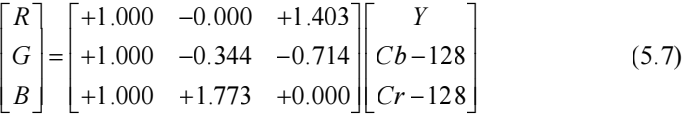 R +1.000 −0.000 +1.403 Y
G = +1.000 −0.344 −0.714 Cb−128 (5.7)
B +1.000 +1.773 +0.000 Cr−128